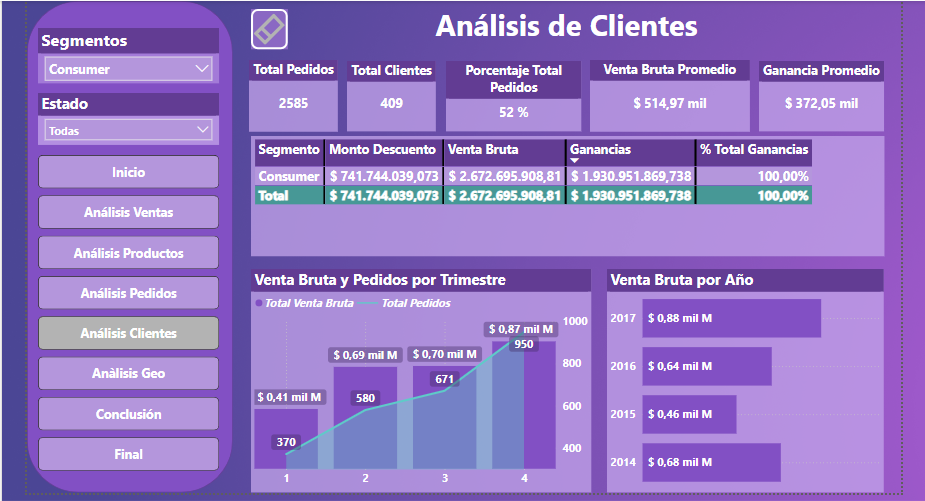 Análisis de Clientes
Segmentos
Consumer
Estado
Todas
Inicio
Análisis Ventas
Análisis Productos
Análisis Pedidos
Análisis Clientes
Anàlisis Geo
Conclusión
Final
Total Pedidos
2585
Total Clientes
409
Porcentaje Total
Pedidos
52 %
Venta Bruta Promedio
$ 514,97 mil
Ganancia Promedio
$ 372,05 mil
Segmento Monto Descuento Venta Bruta Ganancias % Total Ganancias
Consumer $ 741.744.039,073 $ 2.672.695.908,81 $ 1.930.951.869,738 100,00%
Total $ 741.744.039,073 $ 2.672.695.908,81 $ 1.930.951.869,738 100,00%
Venta Bruta y Pedidos por Trimestre
Total Venta Bruta Total Pedidos
1000
800
600
400
$ 0,41 mil M
$ 0,69 mil M
$ 0,70 mil M
$ 0,87 mil M
370
580
671
950
1 2 3 4
Venta Bruta por Año
2017 $ 0,88 mil M
2016 $ 0,64 mil M
2015 $ 0,46 mil M
2014 $ 0,68 mil M